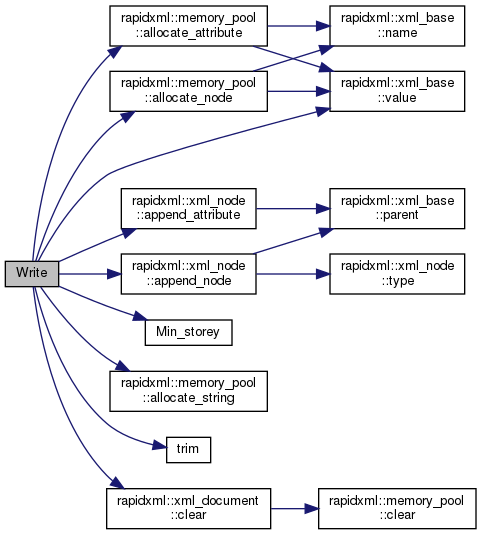 Write
rapidxml::memory_pool
::allocate_attribute
rapidxml::xml_base
::name
rapidxml::memory_pool
::allocate_node
rapidxml::xml_base
::value
rapidxml::xml_node
::append_attribute
rapidxml::xml_base
::parent
rapidxml::xml_node
::append_node
rapidxml::xml_node
::type
Min_storey
rapidxml::memory_pool
::allocate_string
trim
rapidxml::xml_document
::clear
rapidxml::memory_pool
::clear